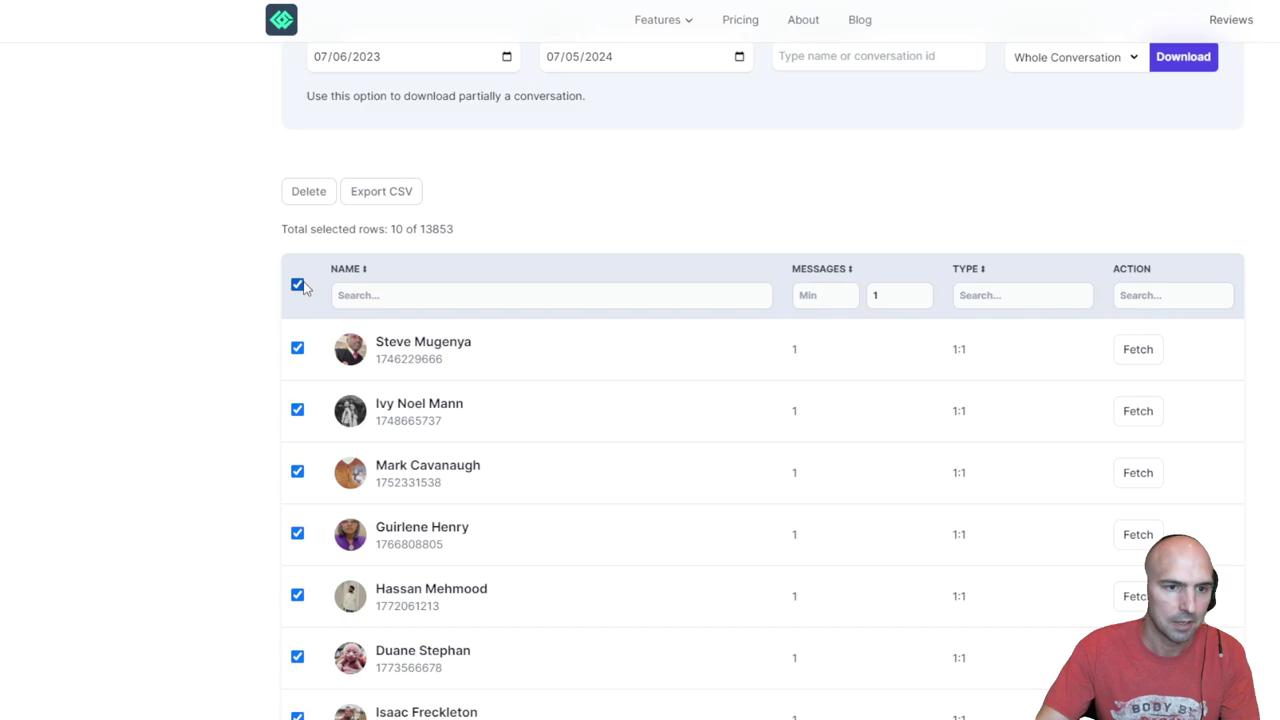 Features Pricing About Blog Reviews
07/06/2023 07/05/2024 Type name or conversation id Whole Conversation Download
Use this option to download partially a conversation.
Delete Export CSV
Total selected rows: 10 of 13853
NAME MESSAGES TYPE ACTION
Search... Min 1 Search... Search...
Steve Mugenya 1 1:1 Fetch
1746229666
Ivy Noel Mann 1 1:1 Fetch
1748665737
Mark Cavanaugh 1 1:1 Fetch
1752331538
Guirlene Henry 1 1:1 Fetch
1766808805
Hassan Mehmood 1 1:1 Fetc
1772061213
Duane Stephan 1 1:1
1773566678
Isaac Freckleton
BODY